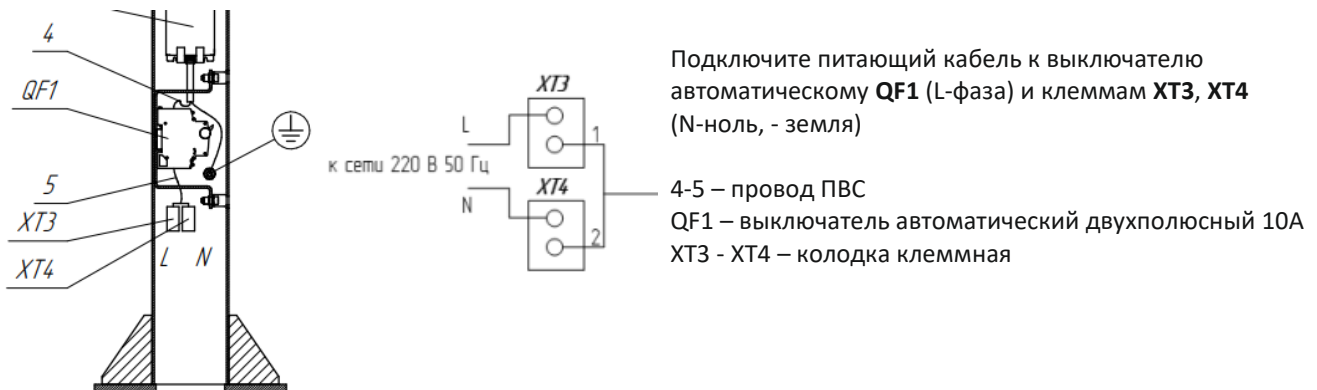 4
QF1
5
XT3
XT4
L N
XT3
L
1
к сети 220 В 50 Гц
XT4
N
2
Подключите питающий кабель к выключателю
автоматическому QF1 (L-фаза) и клеммам XT3, XT4
(N-ноль, - земля)
4-5 – провод ПВС
QF1 – выключатель автоматический двухполюсный 10А
XT3 - XT4 – колодка клеммная